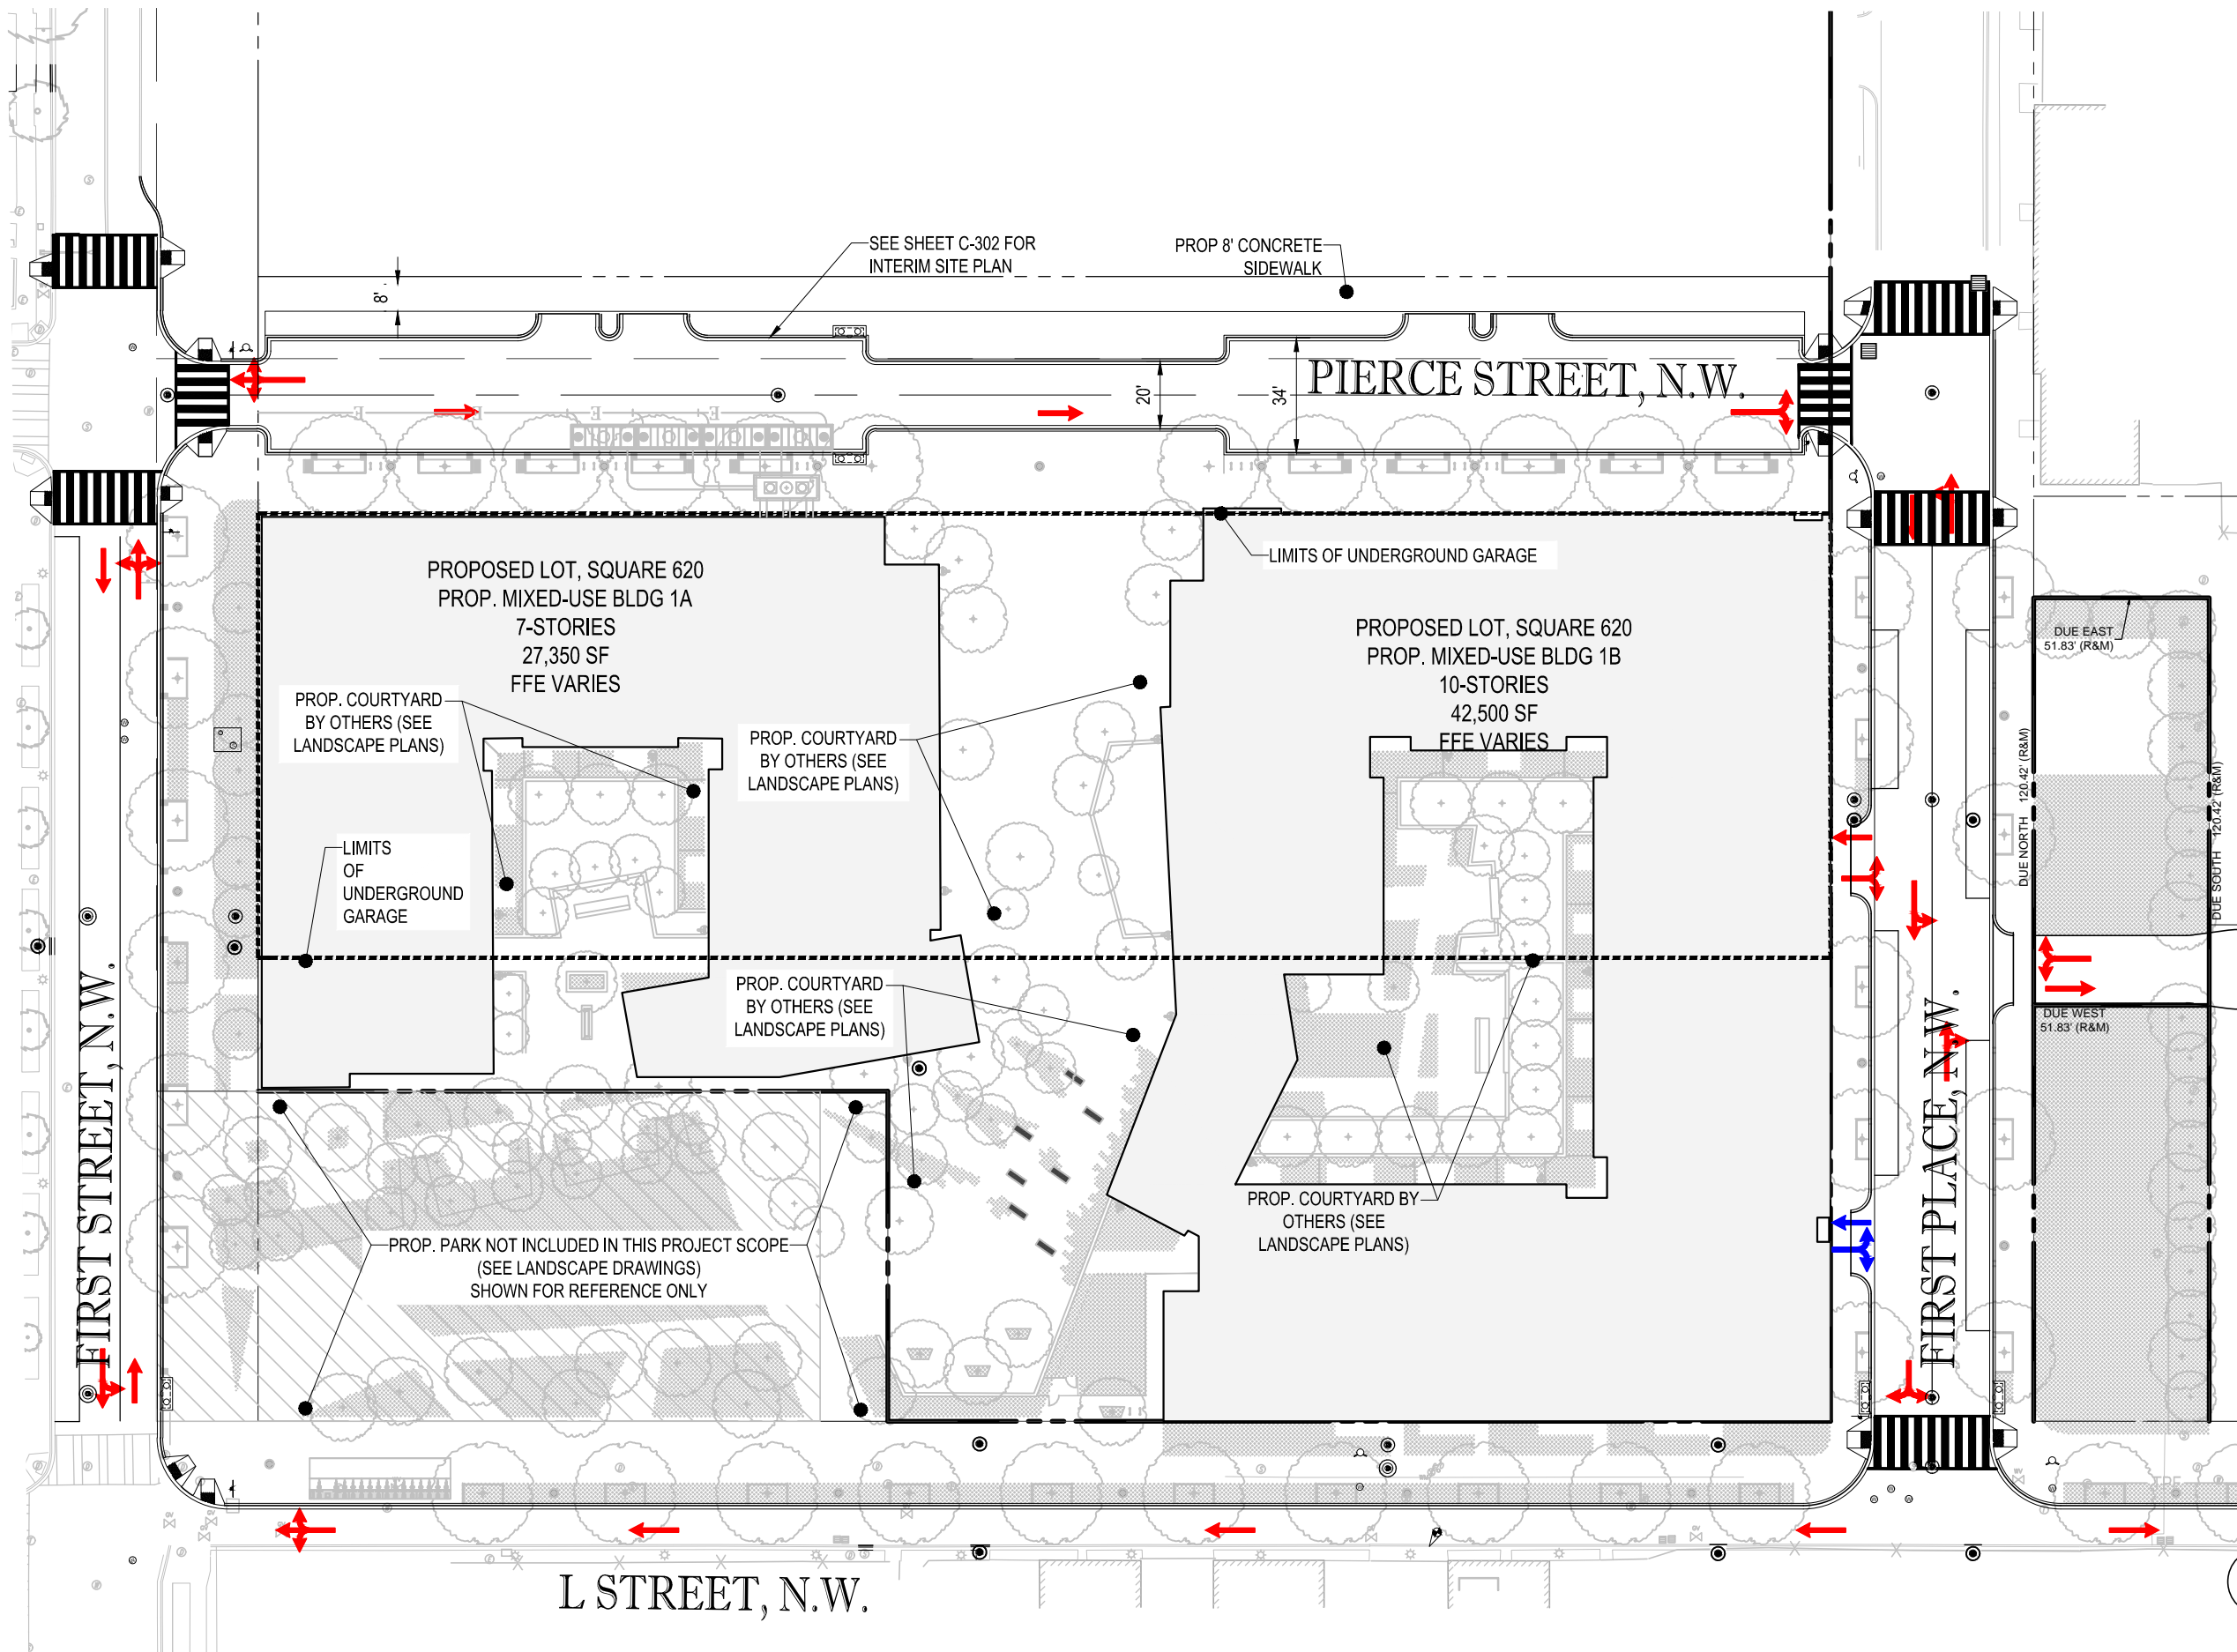 SEE SHEET C-302 FOR
INTERIM SITE PLAN
PROP 8' CONCRETE
SIDEWALK
8'
20'
34'
PIERCE STREET, N.W.
LIMITS OF UNDERGROUND GARAGE
PROPOSED LOT, SQUARE 620
PROP. MIXED-USE BLDG 1A
7-STORIES
27,350 SF
FFE VARIES
PROPOSED LOT, SQUARE 620
PROP. MIXED-USE BLDG 1B
10-STORIES
42,500 SF
FFE VARIES
DUE EAST
51.83' (R&M)
PROP. COURTYARD
BY OTHERS (SEE
LANDSCAPE PLANS)
PROP. COURTYARD
BY OTHERS (SEE
LANDSCAPE PLANS)
DUE NORTH 120.42' (R&M)
DUE SOUTH 120.42' (R&M)
LIMITS
OF
UNDERGROUND
GARAGE
PROP. COURTYARD
BY OTHERS (SEE
LANDSCAPE PLANS)
DUE WEST
51.83' (R&M)
FIRST STREET, N.W.
FIRST PLACE, N.W.
PROP. COURTYARD BY
OTHERS (SEE
LANDSCAPE PLANS)
PROP. PARK NOT INCLUDED IN THIS PROJECT SCOPE
(SEE LANDSCAPE DRAWINGS)
SHOWN FOR REFERENCE ONLY
L STREET, N.W.